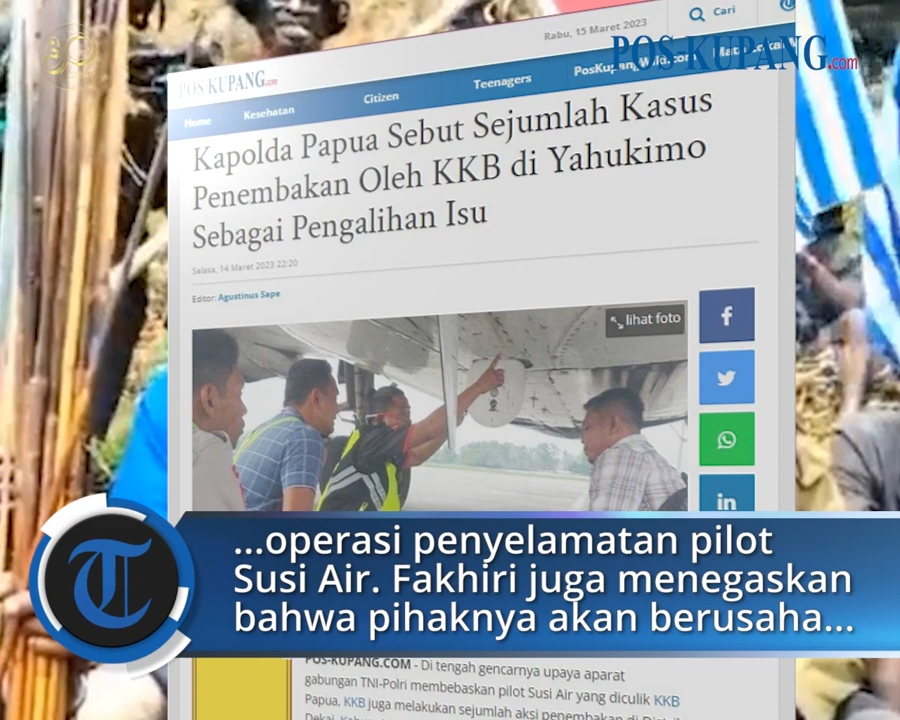 Rabu, 15 Maret 2023
Cari
POS-KUPANG.com
POS-KUPANG.com
Home
Kesehatan
Citizen
Teenagers
PosKupangWiki.com
Kapolda Papua Sebut Sejumlah Kasus
Penembakan Oleh KKB di Yahukimo
Sebagai Pengalihan Isu
Selasa, 14 Maret 2023 22:20
Editor: Agustinus Sape
lihat foto
...operasi penyelamatan pilot
Susi Air. Fakhiri juga menegaskan
bahwa pihaknya akan berusaha...
POS-KUPANG.COM - Di tengah gencarnya upaya aparat
gabungan TNI-Polri membebaskan pilot Susi Air yang diculik KKB
Papua, KKB juga melakukan sejumlah aksi penembakan di
Dekai,